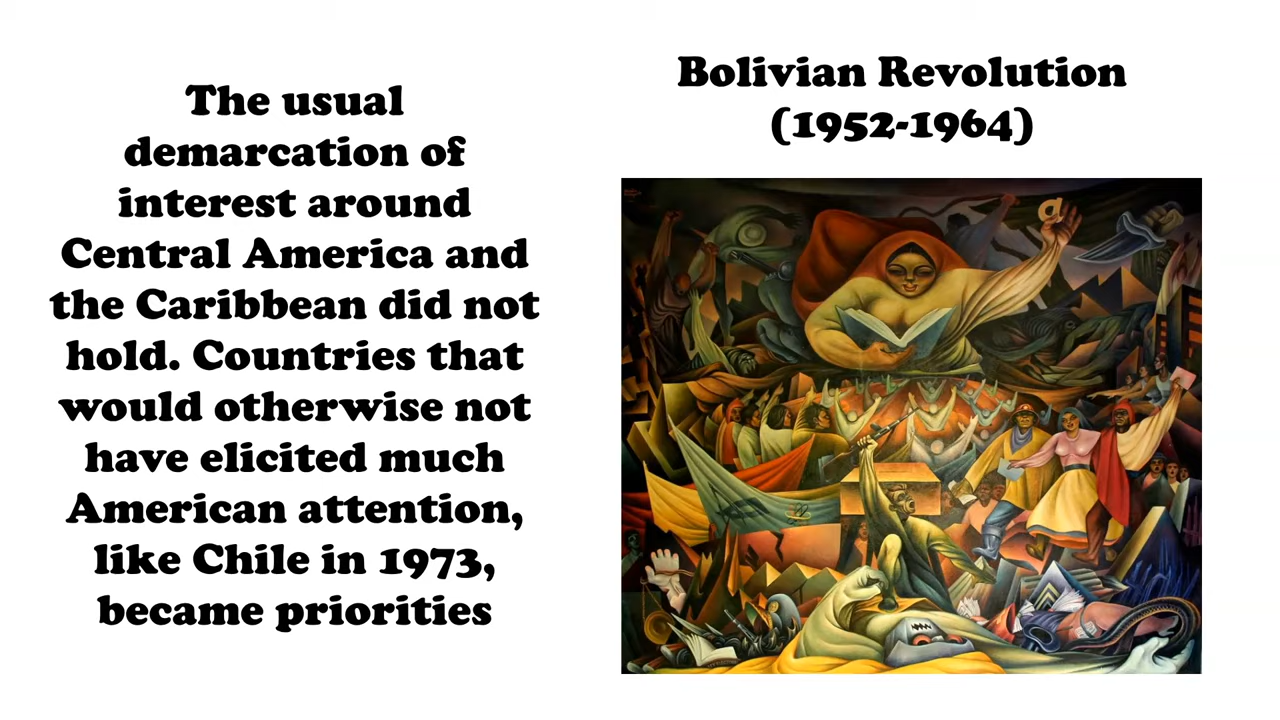 The usual
demarcation of
interest around
Central America and
the Caribbean did not
hold. Countries that
would otherwise not
have elicited much
American attention,
like Chile in 1973,
became priorities
Bolivian Revolution
(1952-1964)
a